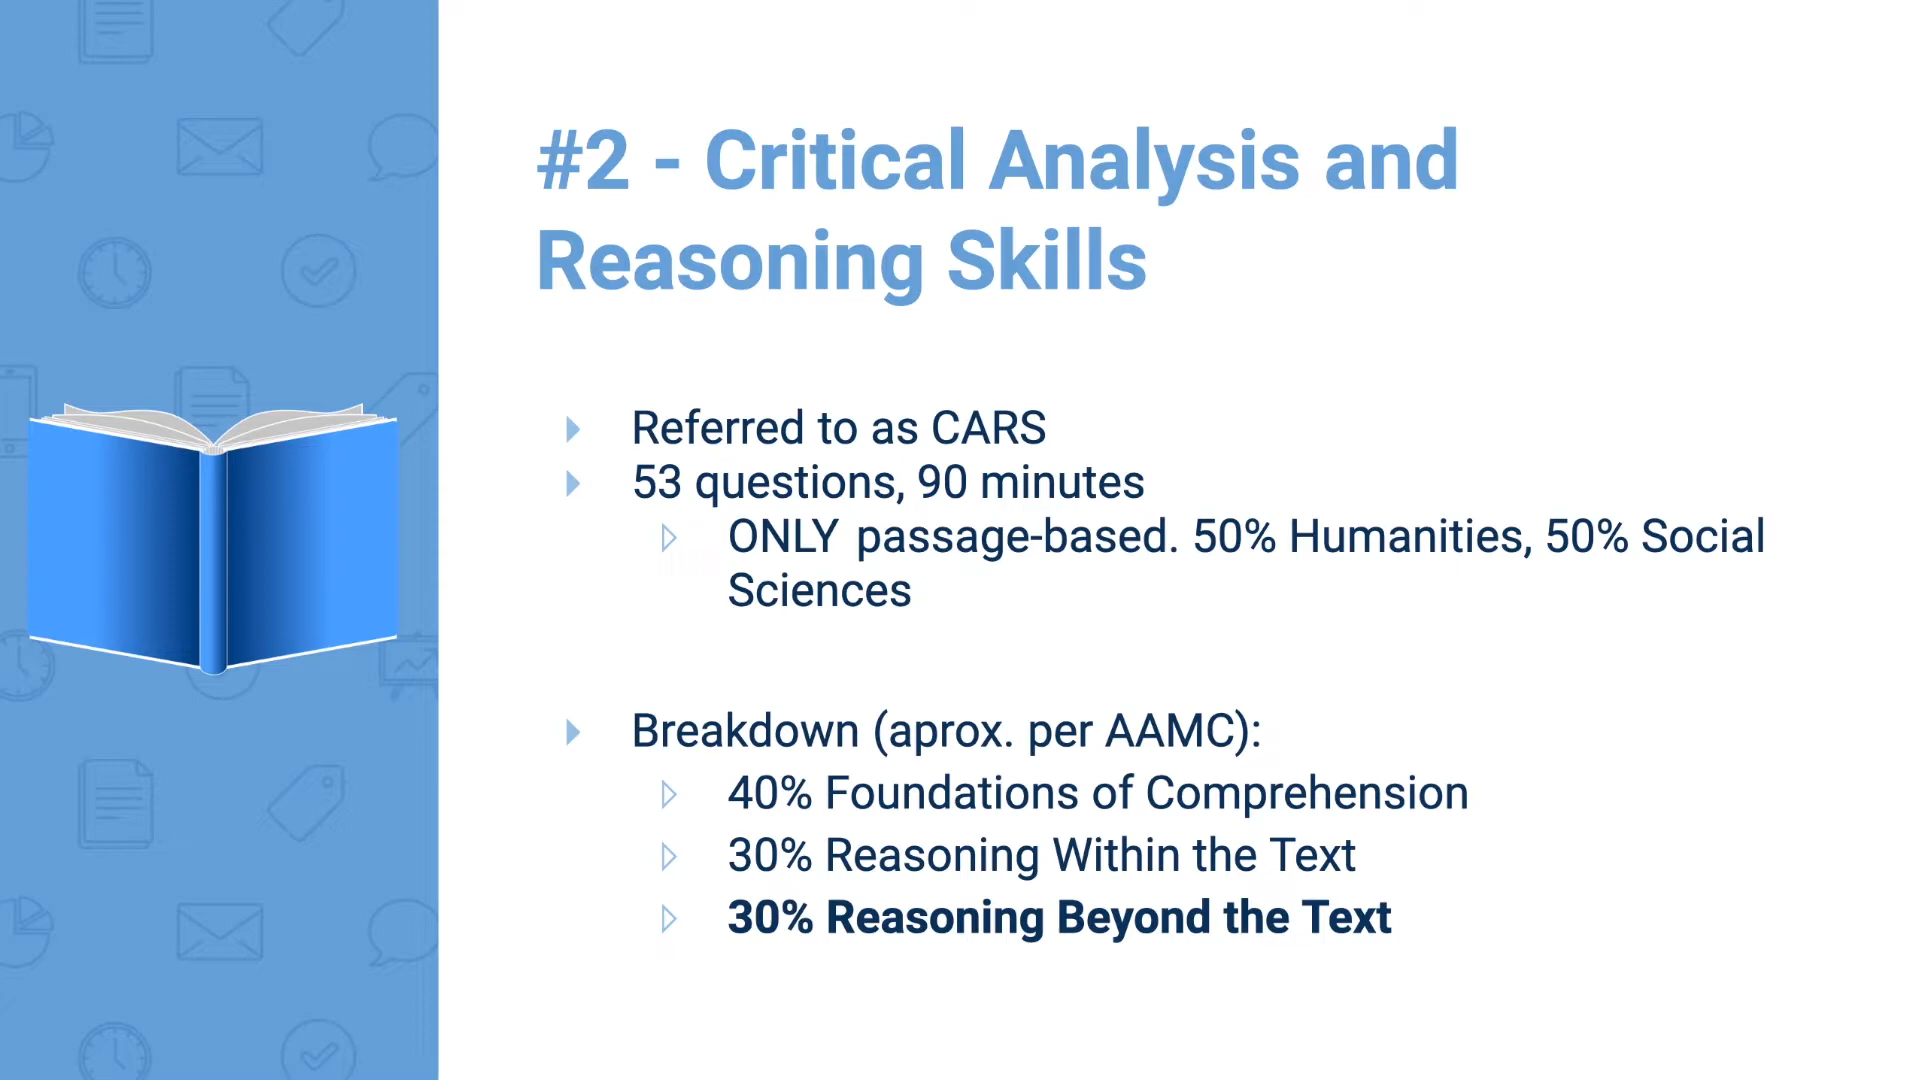 #2 - Critical Analysis and
Reasoning Skills
Referred to as CARS
53 questions, 90 minutes
ONLY passage-based. 50% Humanities, 50% Social
Sciences
Breakdown (aprox. per AAMC):
40% Foundations of Comprehension
30% Reasoning Within the Text
30% Reasoning Beyond the Text